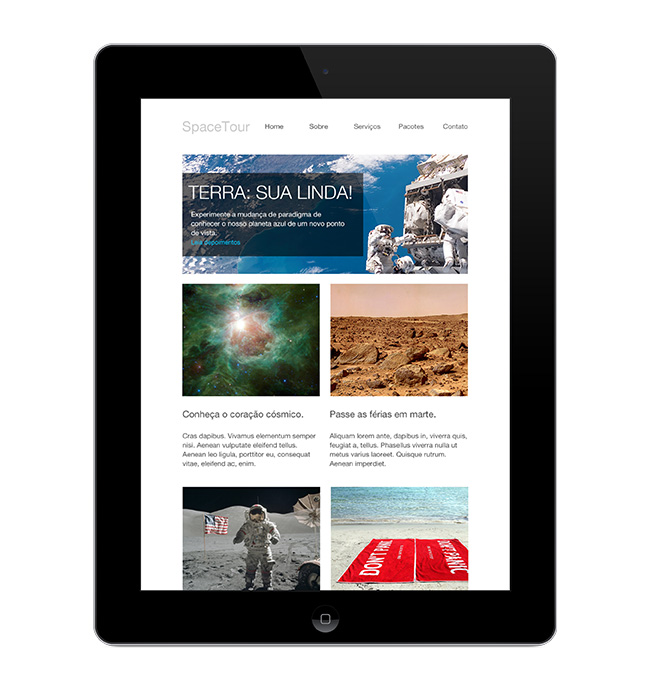 SpaceTour Home Sobre Serviços Pacotes Contato
TERRA: SUA LINDA!
Experimente a mudança de paradigma de
conhecer o nosso planeta azul de um novo ponto
de vista.
Leia depoimentos
Conheça o coração cósmico.
Cras dapibus. Vivamus elementum semper
nisi. Aenean vulputate eleifend tellus.
Aenean leo ligula, porttitor eu, consequat
vitae, eleifend ac, enim.
Passe as férias em marte.
Aliquam lorem ante, dapibus in, viverra quis,
feugiat a, tellus. Phasellus viverra nulla ut
metus varius laoreet. Quisque rutrum.
Aenean imperdiet.
DON'T PANIC
DON'T PANIC